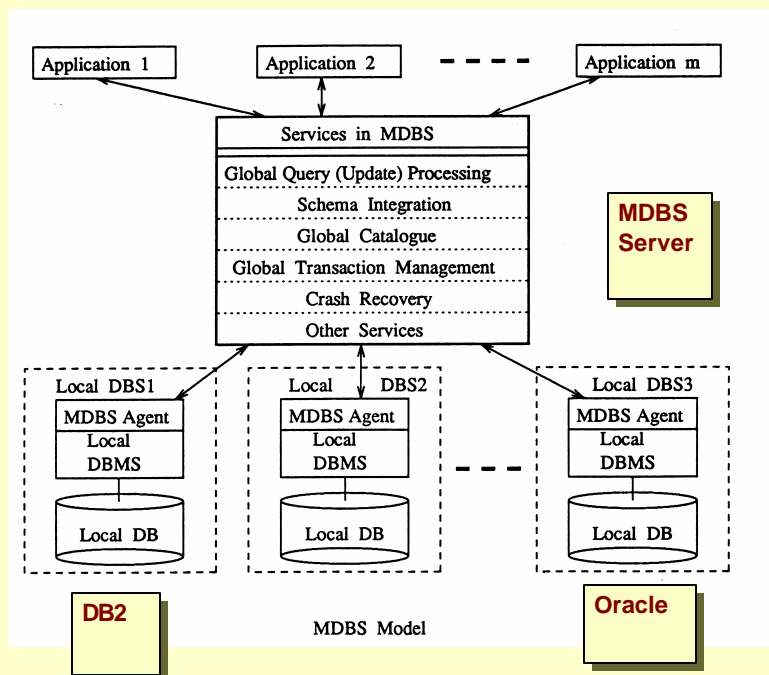 Application 1
Application 2
Application m
Services in MDBS
Global Query (Update) Processing
Schema Integration
Global Catalogue
Global Transaction Management
Crash Recovery
Other Services
MDBS
Server
Local DBS1
Local DBS2
Local DBS3
MDBS Agent
Local
DBMS
Local DB
MDBS Agent
Local
DBMS
Local DB
MDBS Agent
Local
DBMS
Local DB
DB2
Oracle
MDBS Model